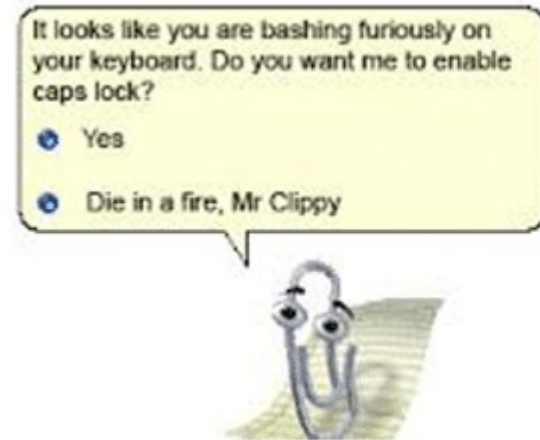 It looks like you are bashing furiously on
your keyboard. Do you want me to enable
caps lock?
Yes
Die in a fire, Mr Clippy